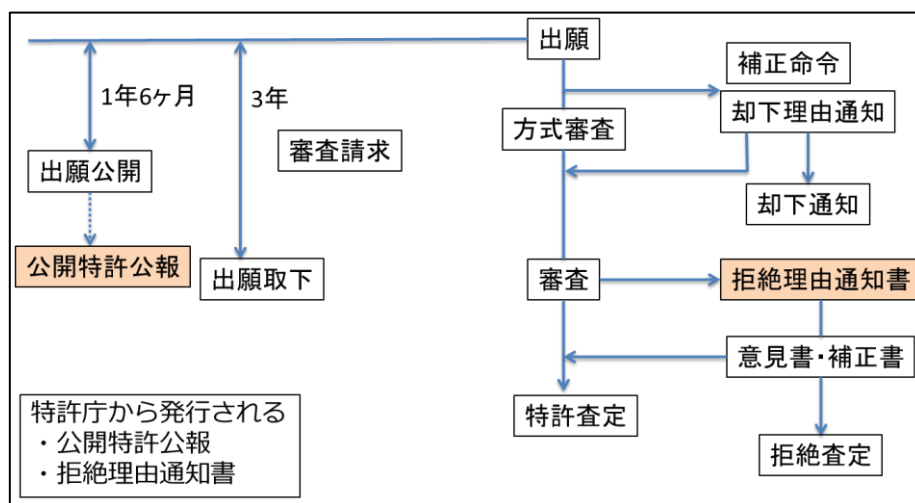 出願
補正命令
1年6ヶ月
3年
却下理由通知
方式審査
審査請求
出願公開
却下通知
公開特許公報
出願取下
審査
拒絶理由通知書
意見書・補正書
特許査定
拒絶査定
特許庁から発行される
・公開特許公報
・拒絶理由通知書